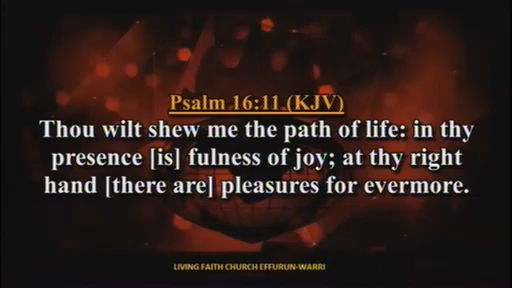 Psalm 16:11 (KJV)
Thou wilt shew me the path of life: in thy
presence [is] fulness of joy; at thy right
hand [there are] pleasures for evermore.
LIVING FAITH CHURCH EFFURUN-WARRI